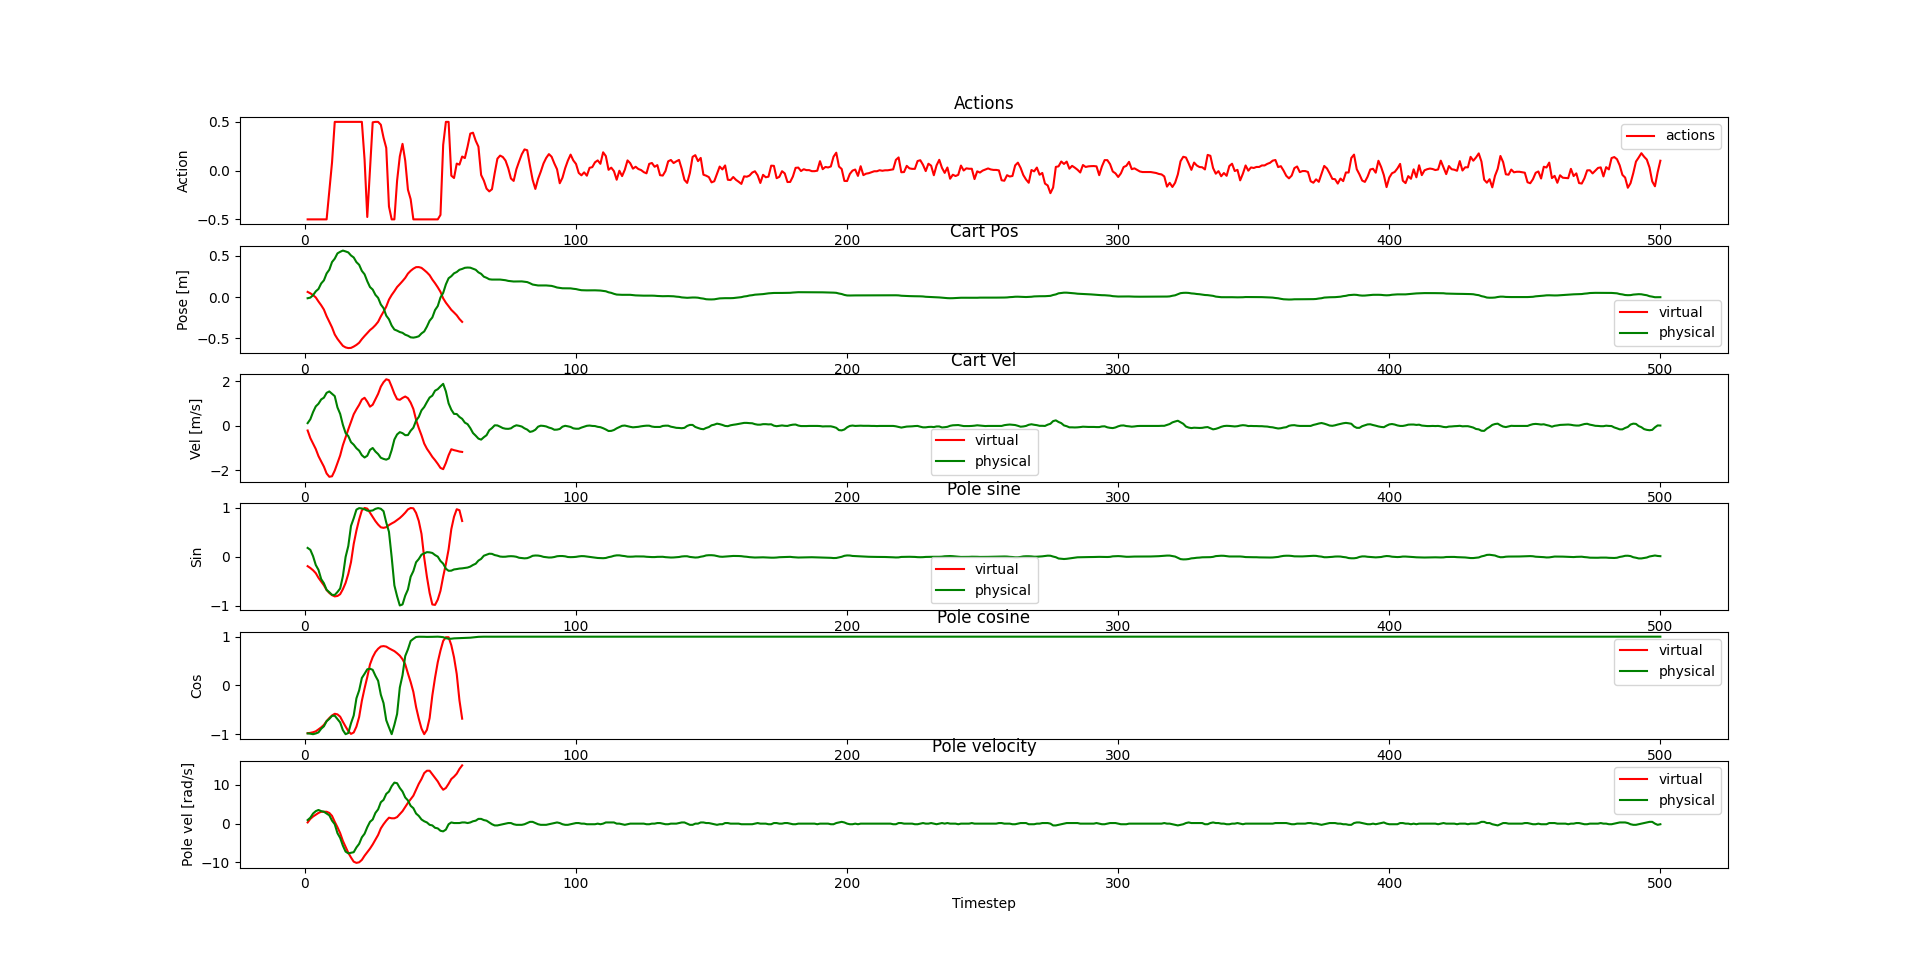 Actions
Action
0.5
0.0
−0.5
actions
0 100 200 300 400 500
Cart Pos
Pose [m]
0.5
0.0
−0.5
virtual
physical
0 100 200 300 400 500
Cart Vel
Vel [m/s]
2
0
−2
virtual
physical
0 100 200 300 400 500
Pole sine
Sin
1
0
−1
virtual
physical
0 100 200 300 400 500
Pole cosine
Cos
1
0
−1
virtual
physical
0 100 200 300 400 500
Pole velocity
Pole vel [rad/s]
10
0
−10
virtual
physical
0 100 200 300 400 500
Timestep